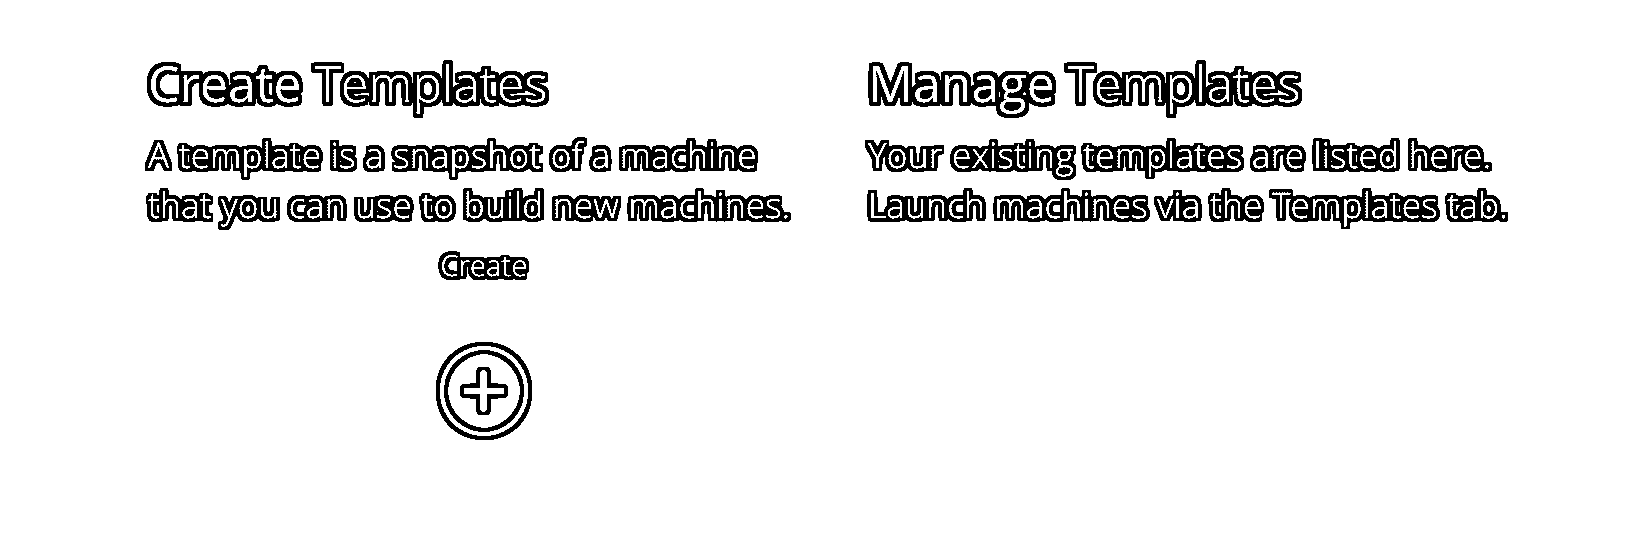 Create Templates
A template is a snapshot of a machine
that you can use to build new machines.
Create
Manage Templates
Your existing templates are listed here.
Launch machines via the Templates tab.